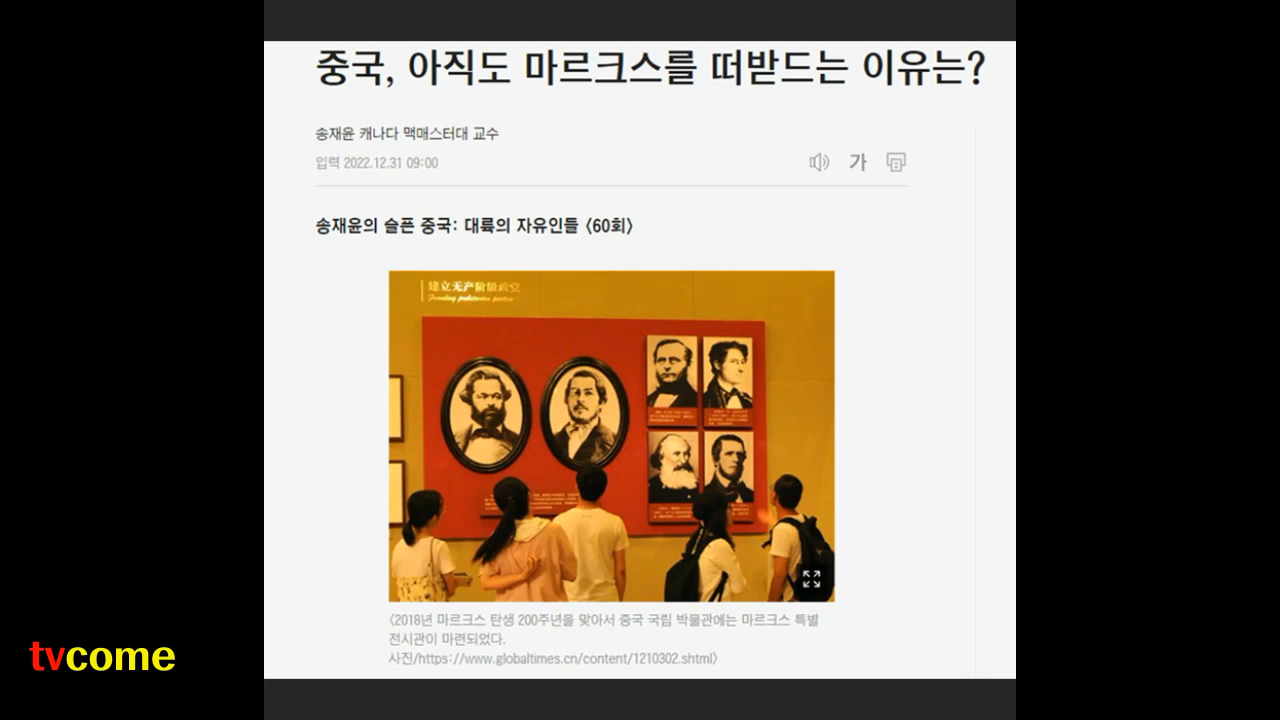 중국, 아직도 마르크스를 떠받드는 이유는?
송재윤 캐나다 맥매스터대 교수
입력 2022.12.31 09:00
가
송재윤의 슬픈 중국: 대륙의 자유인들 〈60회〉
建立无产阶级政党
Founding proletarian parties
〈2018년 마르크스 탄생 200주년을 맞아서 중국 국립 박물관에는 마르크스 특별
전시관이 마련되었다.
사진/https://www.globaltimes.cn/content/1210302.shtml〉
tvcome